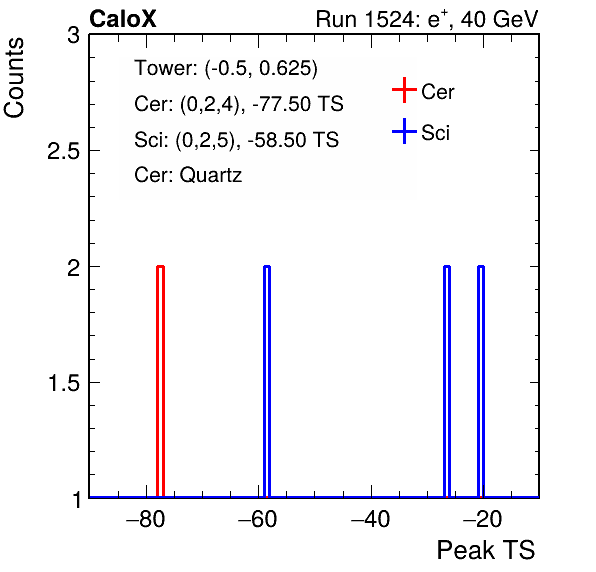 CaloX Run 1524: e⁺, 40 GeV
Counts
3
2.5
2
1.5
1
Tower: (-0.5, 0.625)
Cer: (0,2,4), -77.50 TS
Sci: (0,2,5), -58.50 TS
Cer: Quartz
Cer
Sci
−80 −60 −40 −20
Peak TS